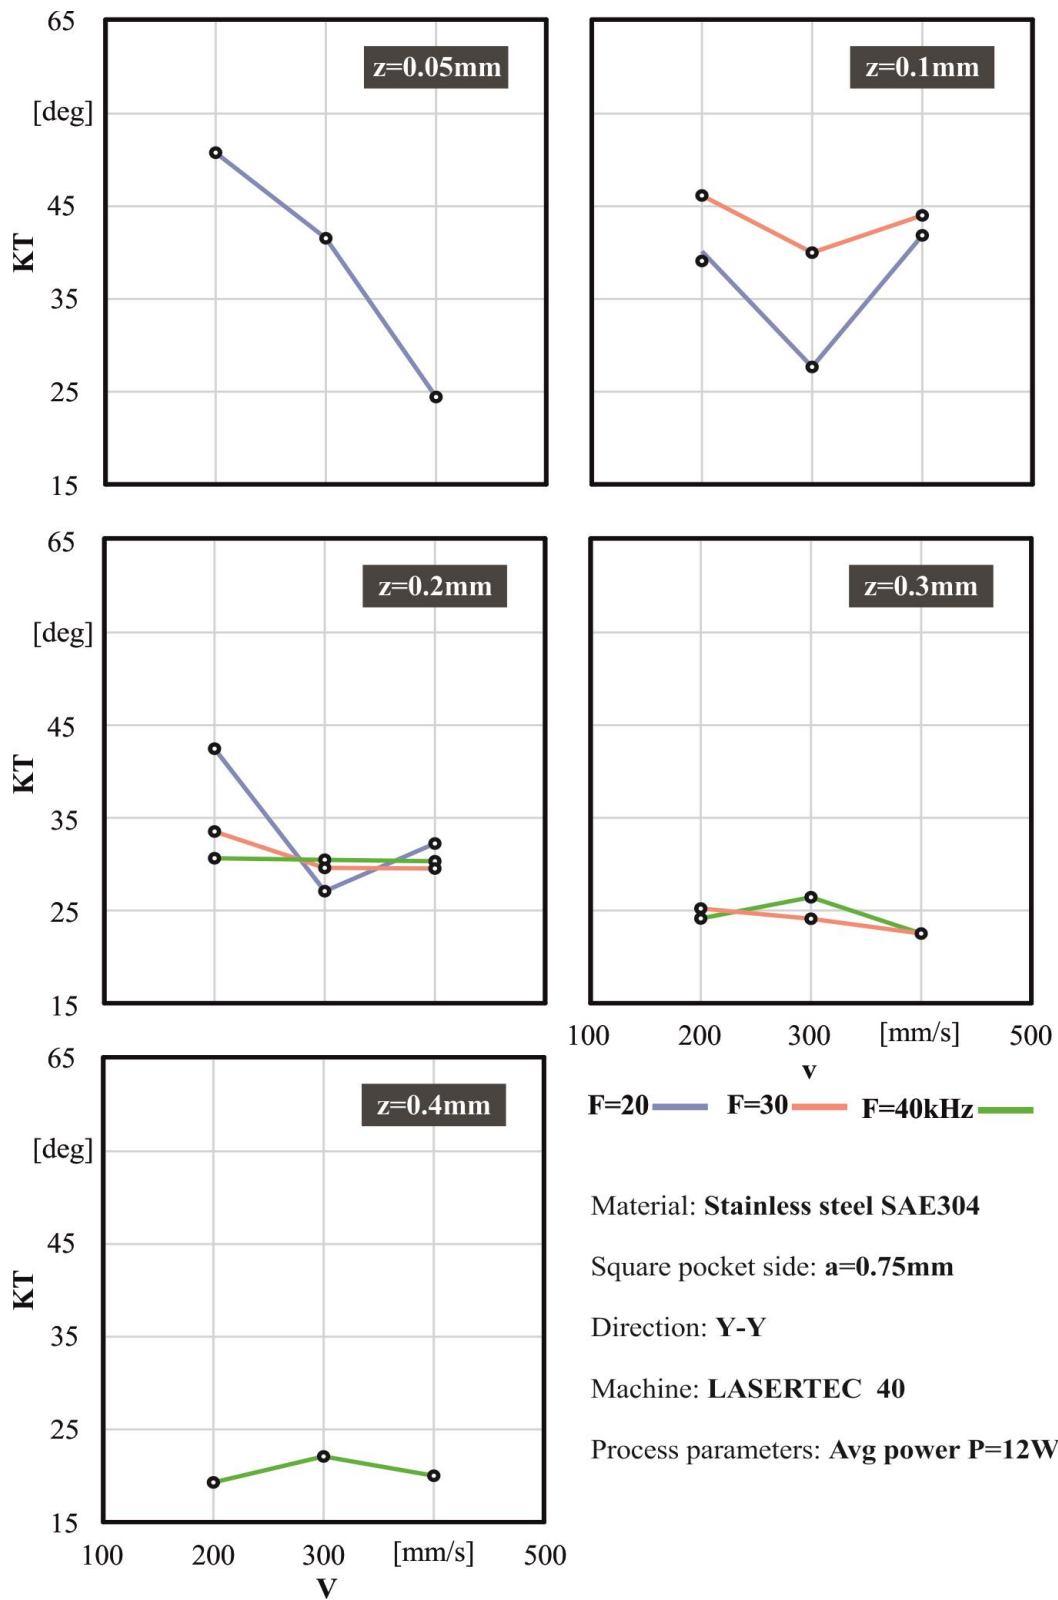 65
z=0.05mm
z=0.1mm
[deg]
45
KT
35
25
15
65
z=0.2mm
z=0.3mm
[deg]
45
KT
35
25
15
100 200 300 [mm/s] 500
v
65
z=0.4mm
F=20 F=30 F=40kHz
[deg]
45
KT
35
25
15
100 200 300 [mm/s] 500
V
Material: Stainless steel SAE304
Square pocket side: a=0.75mm
Direction: Y-Y
Machine: LASERTEC 40
Process parameters: Avg power P=12W